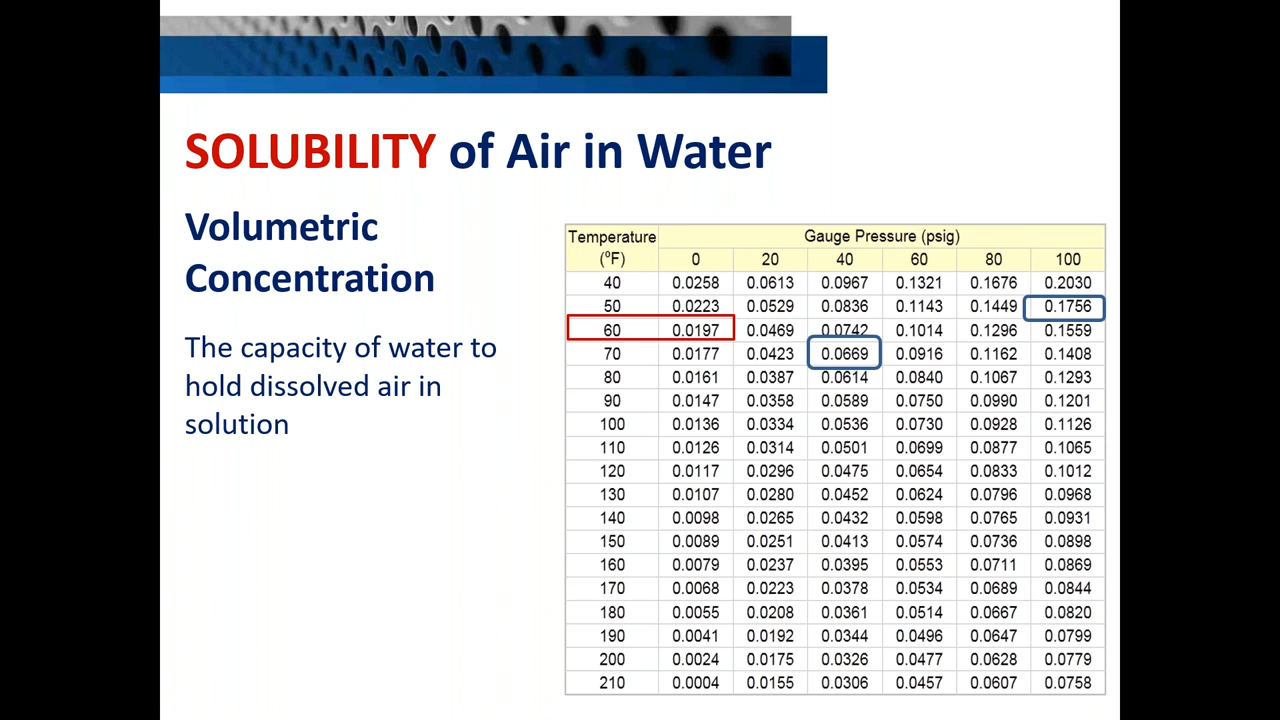 SOLUBILITY of Air in Water
Volumetric
Concentration
The capacity of water to
hold dissolved air in
solution
Temperature Gauge Pressure (psig)
(⁰F) 0 20 40 60 80 100
40 0.0258 0.0613 0.0967 0.1321 0.1676 0.2030
50 0.0223 0.0529 0.0836 0.1143 0.1449 0.1756
60 0.0197 0.0469 0.0742 0.1014 0.1296 0.1559
70 0.0177 0.0423 0.0669 0.0916 0.1162 0.1408
80 0.0161 0.0387 0.0614 0.0840 0.1067 0.1293
90 0.0147 0.0358 0.0589 0.0750 0.0990 0.1201
100 0.0136 0.0334 0.0536 0.0730 0.0928 0.1126
110 0.0126 0.0314 0.0501 0.0699 0.0877 0.1065
120 0.0117 0.0296 0.0475 0.0654 0.0833 0.1012
130 0.0107 0.0280 0.0452 0.0624 0.0796 0.0968
140 0.0098 0.0265 0.0432 0.0598 0.0765 0.0931
150 0.0089 0.0251 0.0413 0.0574 0.0736 0.0898
160 0.0079 0.0237 0.0395 0.0553 0.0711 0.0869
170 0.0068 0.0223 0.0378 0.0534 0.0689 0.0844
180 0.0055 0.0208 0.0361 0.0514 0.0667 0.0820
190 0.0041 0.0192 0.0344 0.0496 0.0647 0.0799
200 0.0024 0.0175 0.0326 0.0477 0.0628 0.0779
210 0.0004 0.0155 0.0306 0.0457 0.0607 0.0758